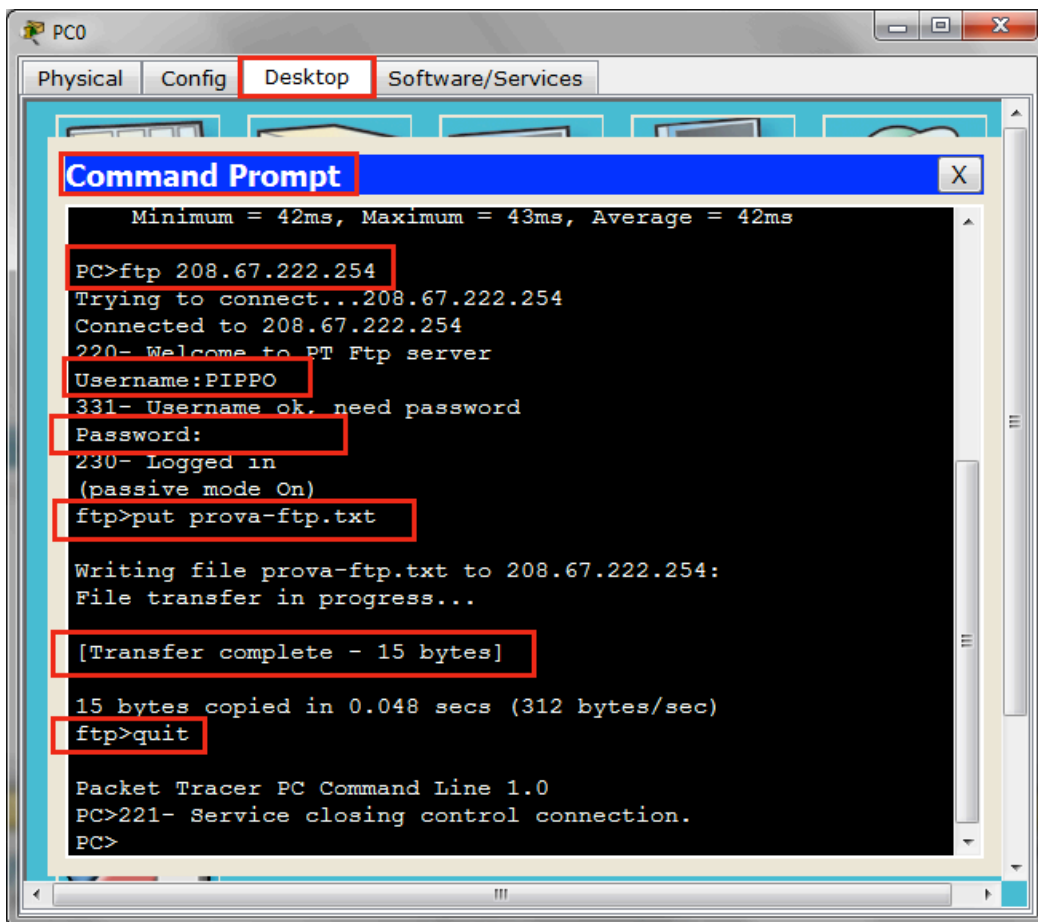 PC0
Physical Config Desktop Software/Services
Command Prompt X
Minimum = 42ms, Maximum = 43ms, Average = 42ms
PC>ftp 208.67.222.254
Trying to connect...208.67.222.254
Connected to 208.67.222.254
220- Welcome to PT Ftp server
Username:PIPPO
331- Username ok, need password
Password:
230- Logged in
(passive mode On)
ftp>put prova-ftp.txt
Writing file prova-ftp.txt to 208.67.222.254:
File transfer in progress...
[Transfer complete - 15 bytes]
15 bytes copied in 0.048 secs (312 bytes/sec)
ftp>quit
Packet Tracer PC Command Line 1.0
PC>221- Service closing control connection.
PC>